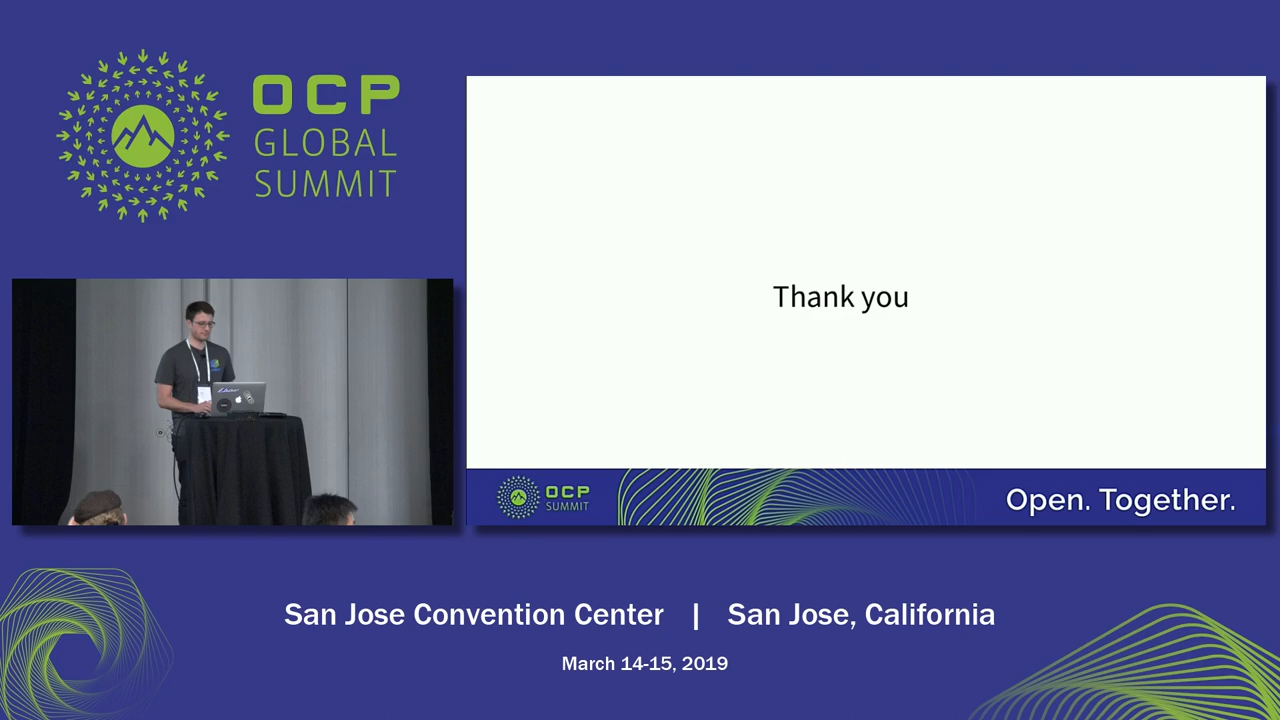 OCP
GLOBAL
SUMMIT
Thank you
OCP
SUMMIT
Open. Together.
San Jose Convention Center | San Jose, California
March 14-15, 2019